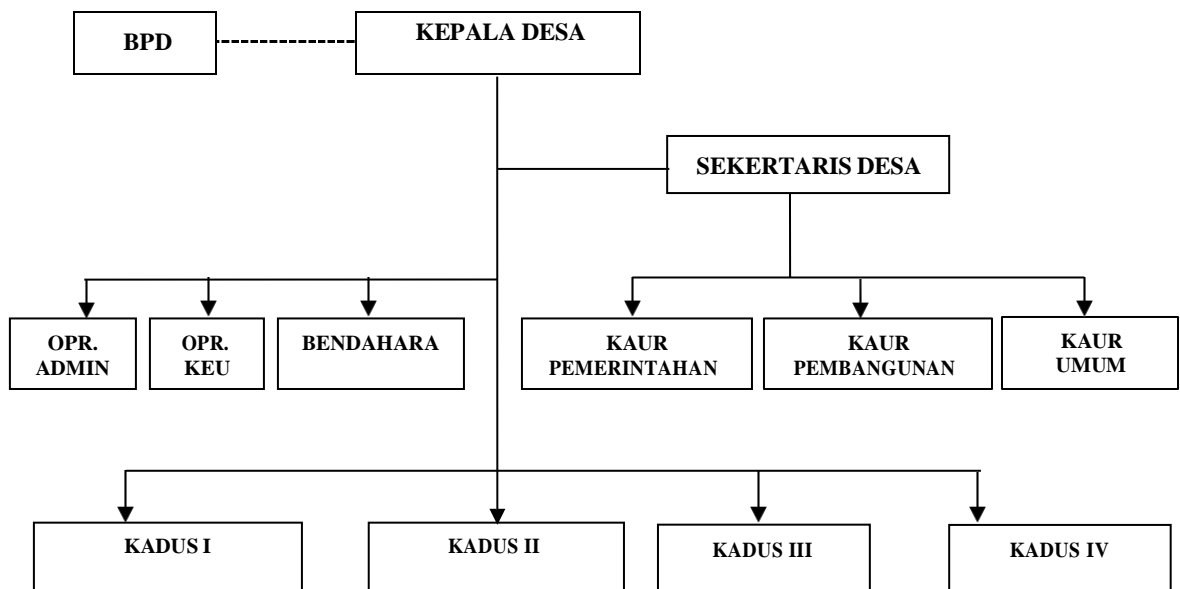 BPD
KEPALA DESA
SEKERTARIS DESA
OPR.
ADMIN
OPR.
KEU
BENDAHARA
KAUR
PEMERINTAHAN
KAUR
PEMBANGUNAN
KAUR
UMUM
KADUS I
KADUS II
KADUS III
KADUS IV